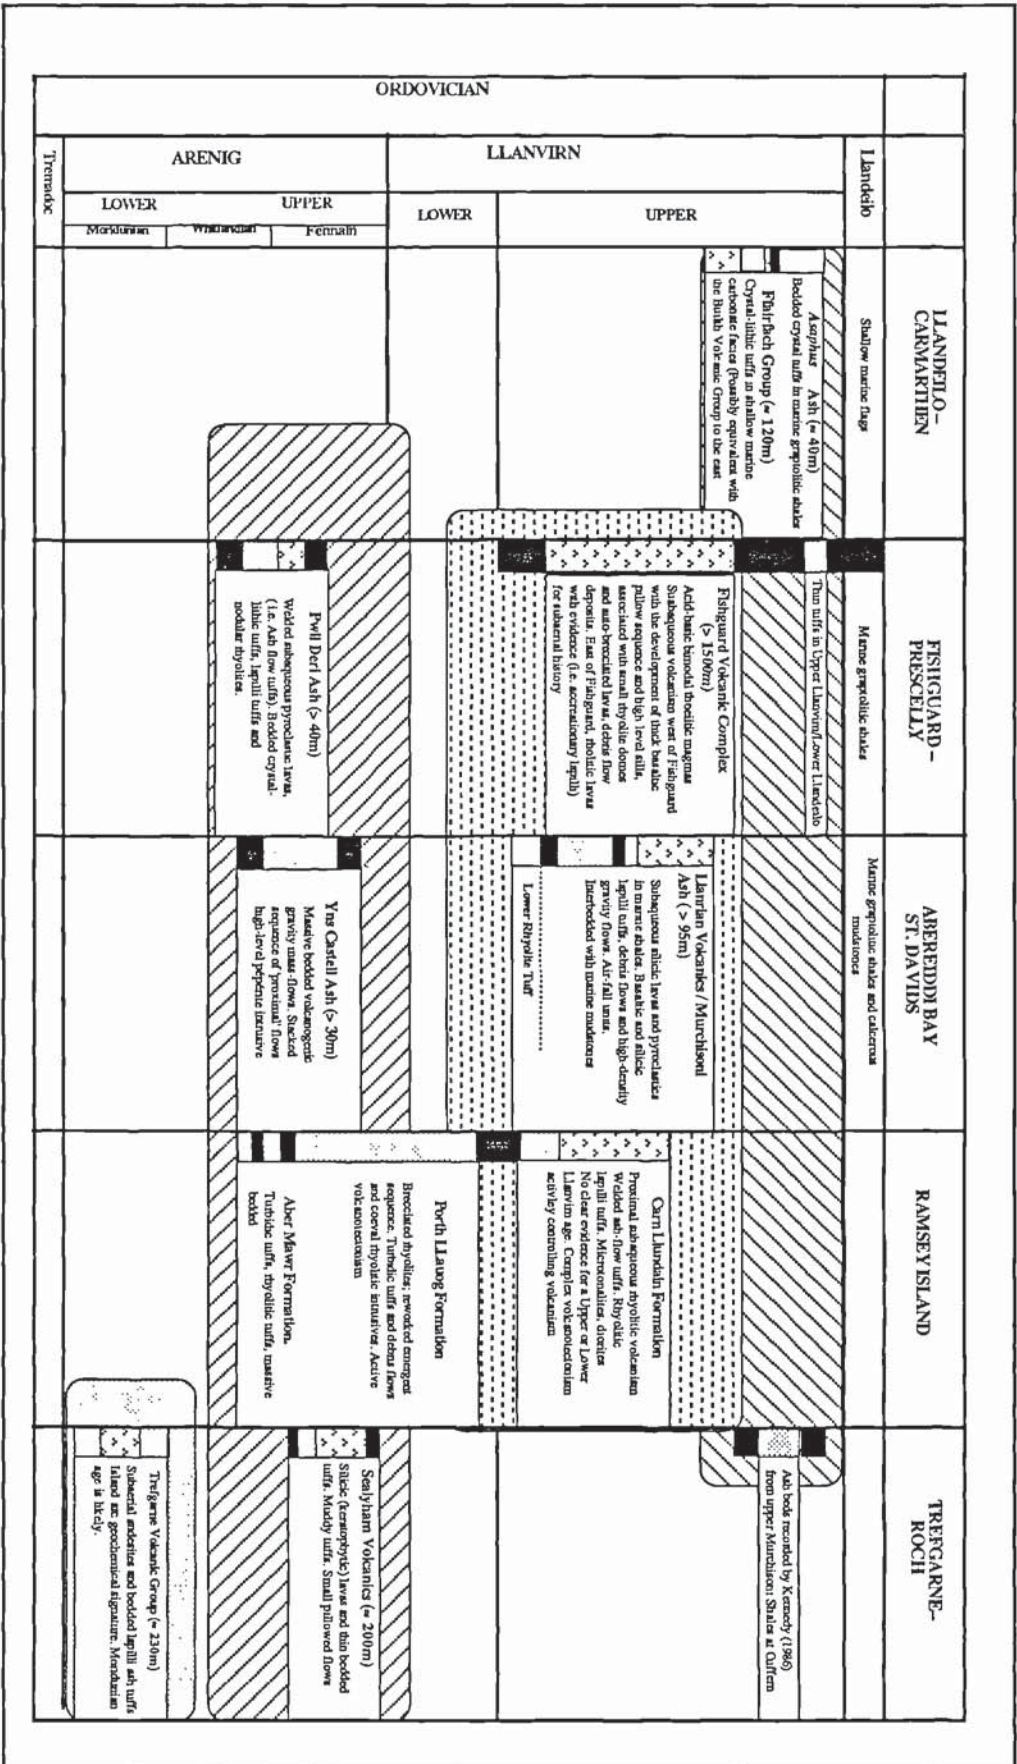 ORDOVICIAN
Tremadoc
ARENIG
LLANVIRN
Llandeilo
LOWER
UPPER
LOWER
UPPER
Moridunian
Whitlandian
Fennain
LLANDEILO–
CARMARTHEN
Shallow marine flags
Asaphus Ash (≈ 40m)
Bedded crystal tuffs in marine graptolitic shales
Ffairfach Group (≈ 120m)
Crystal-lithic tuffs in shallow marine
carbonate facies (Possibly equivalent with
the Builth Volcanic Group to the east
FISHGUARD –
PRESCELLY
Marine graptolitic shales
Thin tuffs in Upper Llanvirn/Lower Llandeilo
Fishguard Volcanic Complex
(> 1500m)
Acid-basic bimodal tholeiitic magmas
Subaqueous volcanism west of Fishguard
with the development of thick basaltic
pillow sequence and high level sills,
associated with small rhyolite domes
and auto-brecciated lavas, debris flow
deposits. East of Fishguard, rholitic lavas
with evidence (i.e. accretionary lapilli)
for subaerial history
Pwll Deri Ash (> 40m)
Welded subaqueous pyroclastic lavas,
(i.e. Ash flow tuffs). Bedded crystal-
lithic tuffs, lapilli tuffs and
nodular rhyolites.
ABEREIDDI BAY
ST. DAVIDS
Marine graptolitic shales and calcerous
mudstones
Llanrian Volcanics / Murchisoni
Ash ( > 95m)
Subaqueous silicic lavas and pyroclastics
in marine shales. Basaltic and silicic
lapilli tuffs, debris flows and high-density
gravity flows. Air-fall units.
Interbedded with marine mudstones
Lower Rhyolite Tuff
Yns Castell Ash (> 30m)
Massive bedded volcanogenic
gravity mass-flows. Stacked
sequence of 'proximal' flows
high-level peperite intrusive
RAMSEY ISLAND
Carn Llundain Formation
Proximal subaqueous rhyolitic volcanism
Welded ash-flow tuffs. Rhyolitic
lapilli tuffs. Microtonalites, diorites
No clear evidence for a Upper or Lower
Llanvirn age. Complex volcanotectonism
activley controlling volcanism
Porth LLauog Formation
Brecciated rhyolites; reworked emergent
sequence. Turbidic tuffs and debris flows
and coeval rhyolitic intrusives. Active
volcanotectonism
Aber Mawr Formation.
Turbidic tuffs, rhyolitic tuffs, massive
bedded
TREFGARNE–
ROCH
Ash beds recorded by Kennedy (1986)
from upper Murchisoni Shales at Cuffern
Sealyham Volcanics (≈ 200m)
Silicic (keratophytic) lavas and thin bedded
tuffs. Muddy tuffs. Small pillowed flows
Trefgarne Volcanic Group (≈ 230m)
Subaerial andesites and bedded lapilli ash tuffs
Island arc geochemical signature. Moridunian
age is likely.